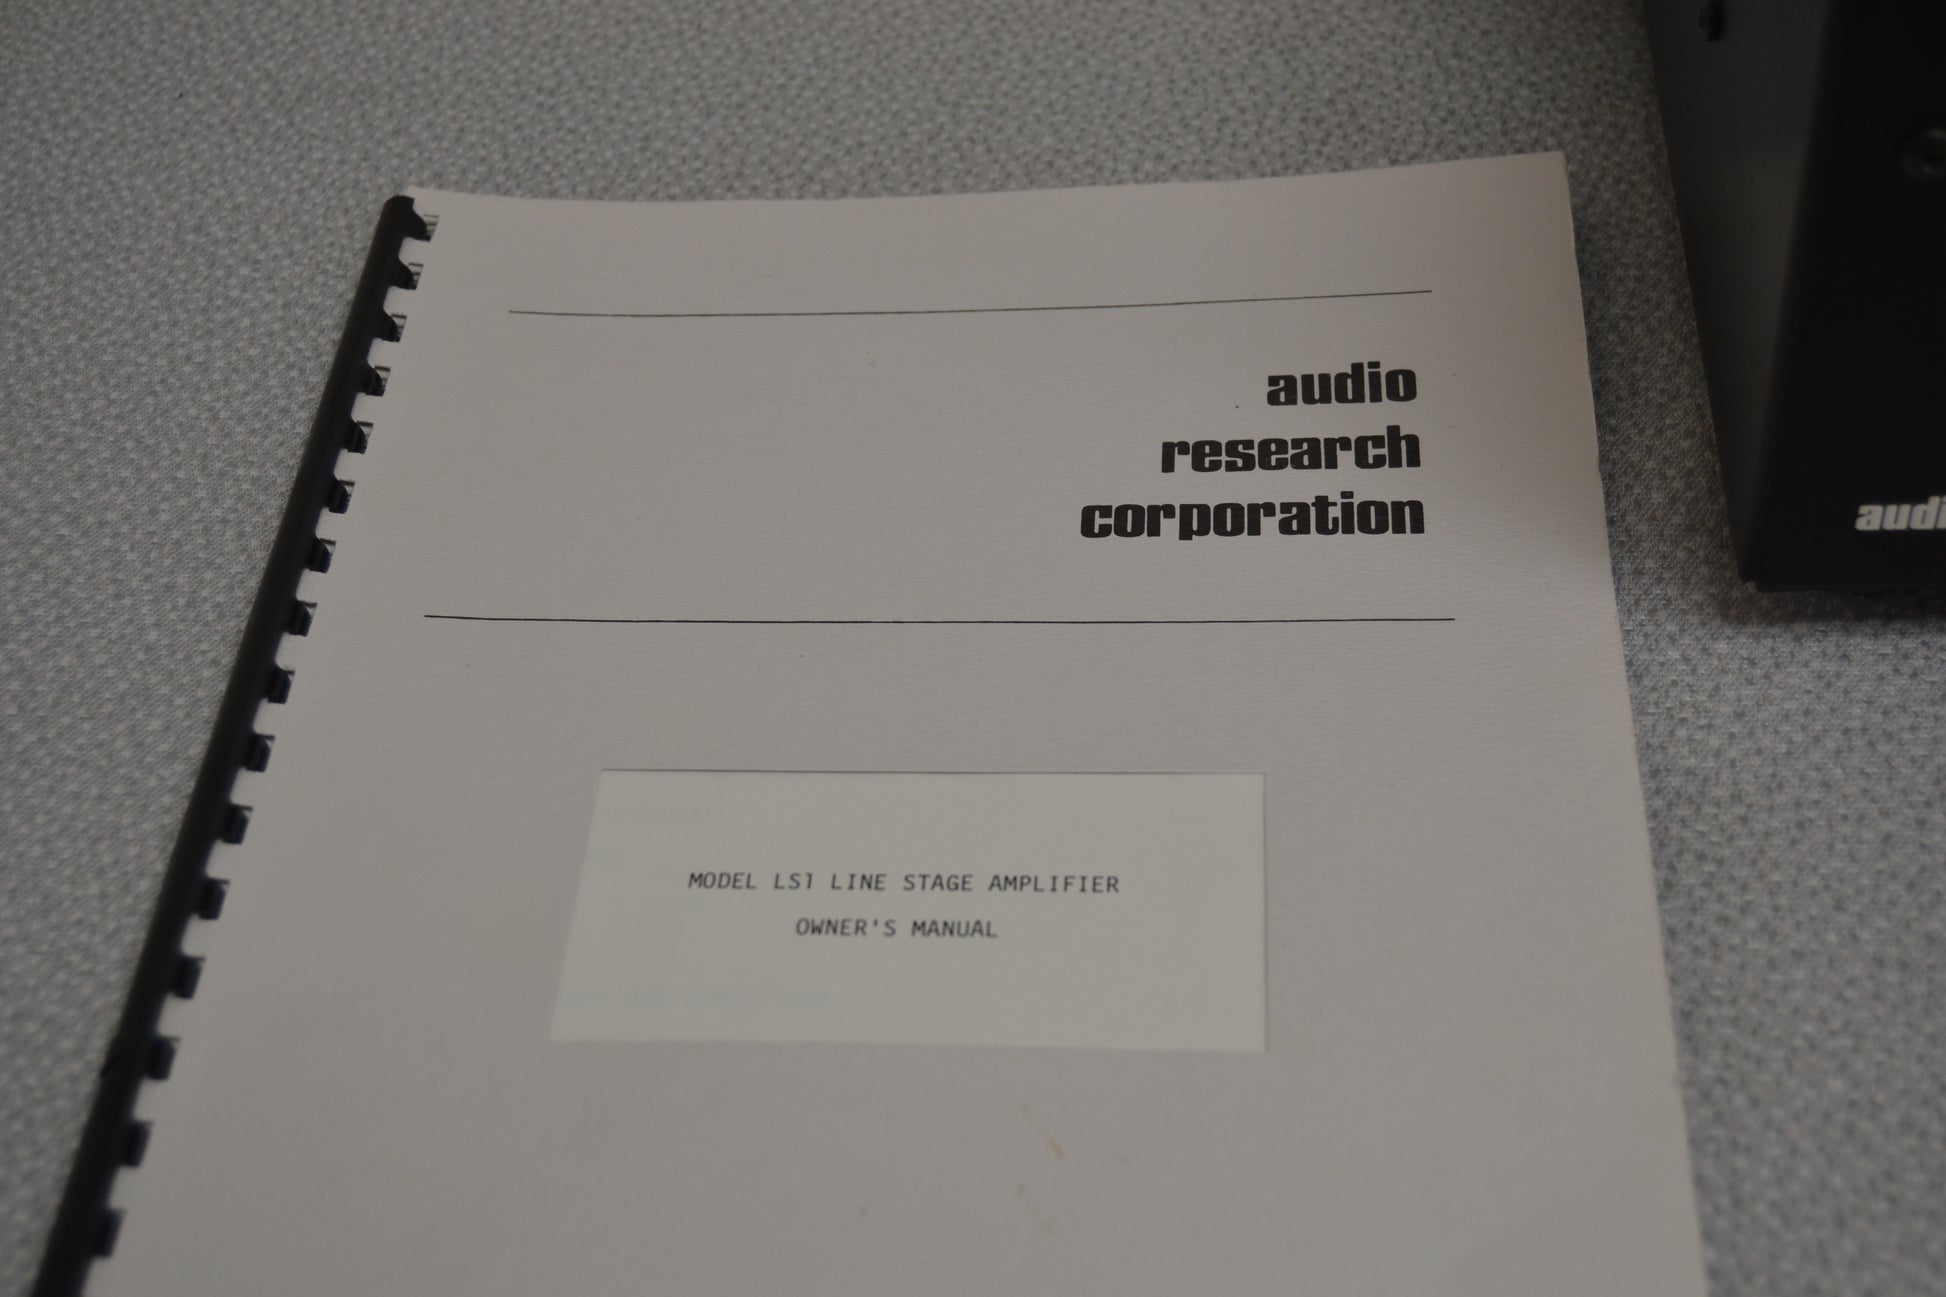 audio
research
corporation
MODEL LS1 LINE STAGE AMPLIFIER
OWNER'S MANUAL
audi